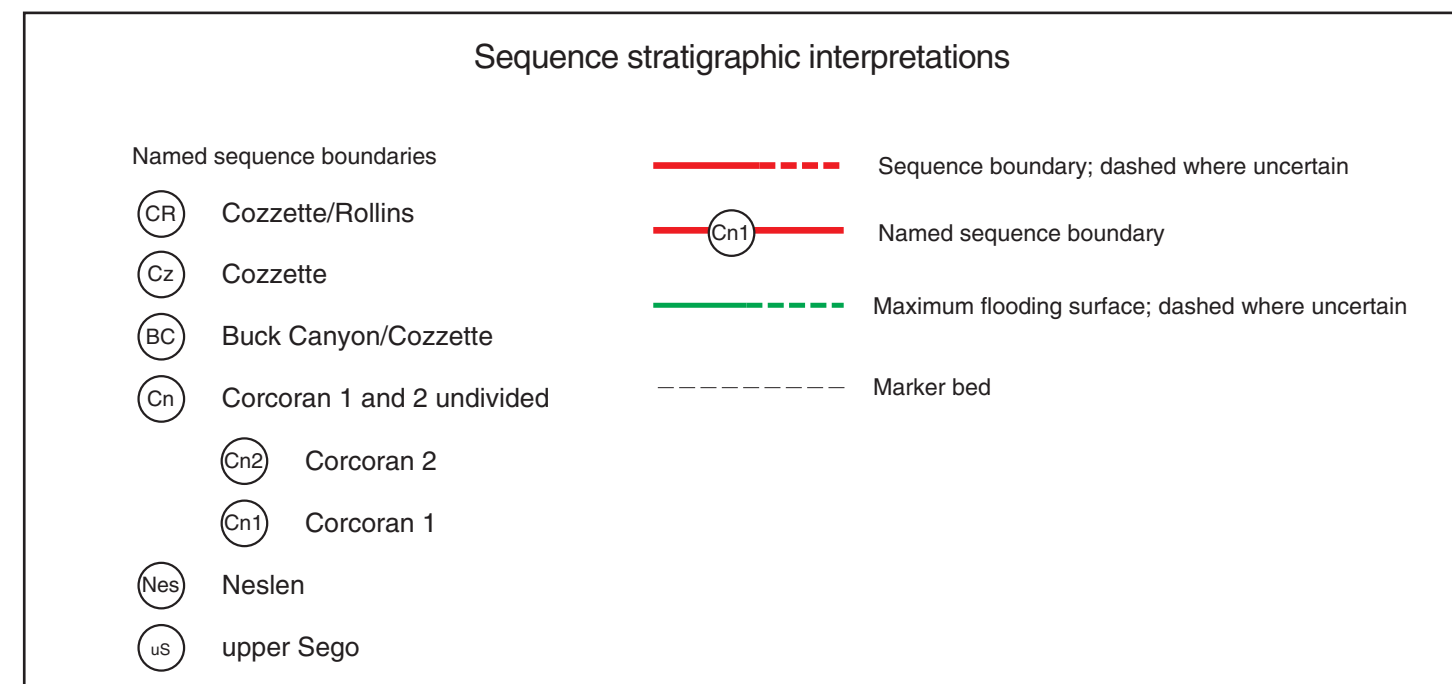 Sequence stratigraphic interpretations
Named sequence boundaries
CR Cozzette/Rollins
Cz Cozzette
BC Buck Canyon/Cozzette
Cn Corcoran 1 and 2 undivided
Cn2 Corcoran 2
Cn1 Corcoran 1
Nes Neslen
uS upper Sego
Sequence boundary; dashed where uncertain
Cn1 Named sequence boundary
Maximum flooding surface; dashed where uncertain
Marker bed